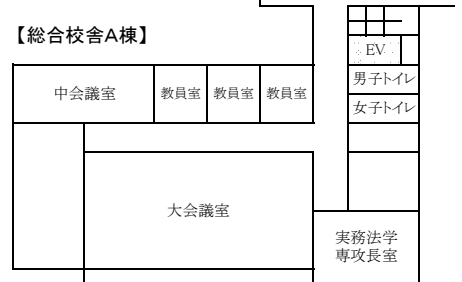 【総合校舎A棟】
EV
男子トイレ
女子トイレ
中会議室
教員室
教員室
教員室
大会議室
実務法学
専攻長室